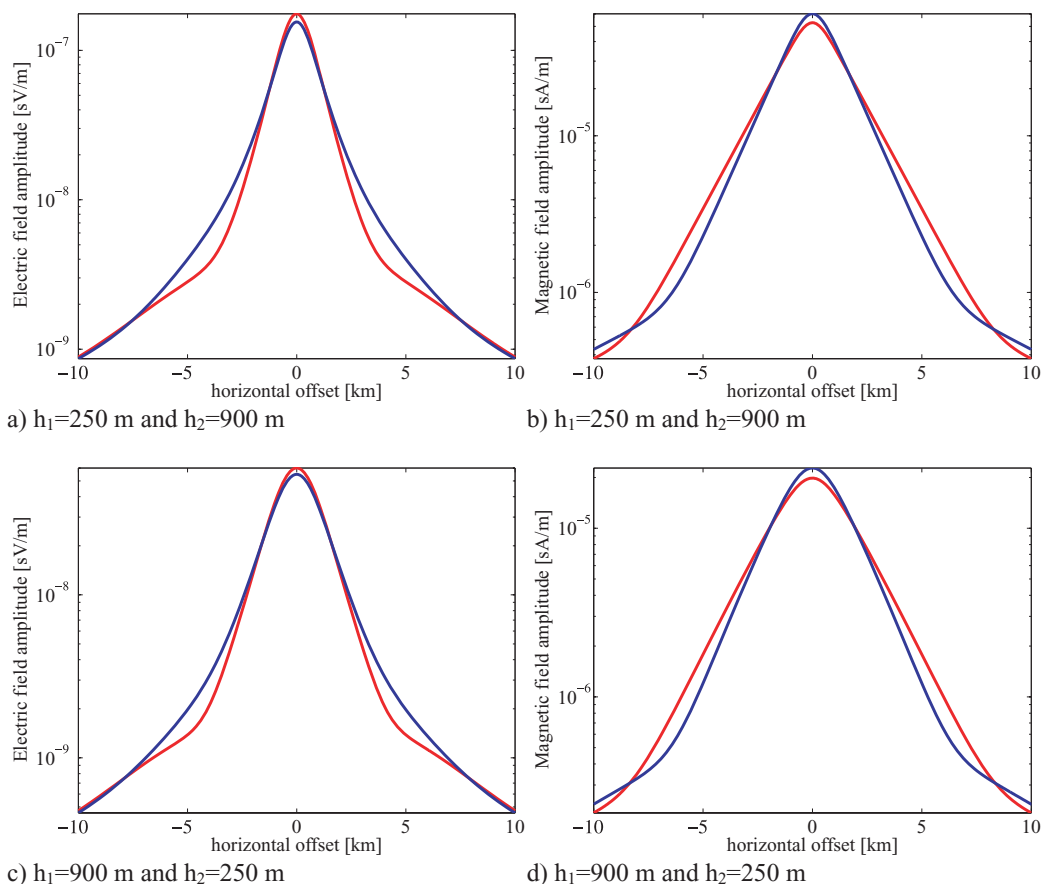 10⁻⁷
10⁻⁸
10⁻⁹
Electric field amplitude [sV/m]
−10 −5 0 5 10
horizontal offset [km]
a) h₁=250 m and h₂=900 m
10⁻⁵
10⁻⁶
Magnetic field amplitude [sA/m]
−10 −5 0 5 10
horizontal offset [km]
b) h₁=250 m and h₂=900 m
10⁻⁸
10⁻⁹
Electric field amplitude [sV/m]
−10 −5 0 5 10
horizontal offset [km]
c) h₁=900 m and h₂=250 m
10⁻⁵
10⁻⁶
Magnetic field amplitude [sA/m]
−10 −5 0 5 10
horizontal offset [km]
d) h₁=900 m and h₂=250 m